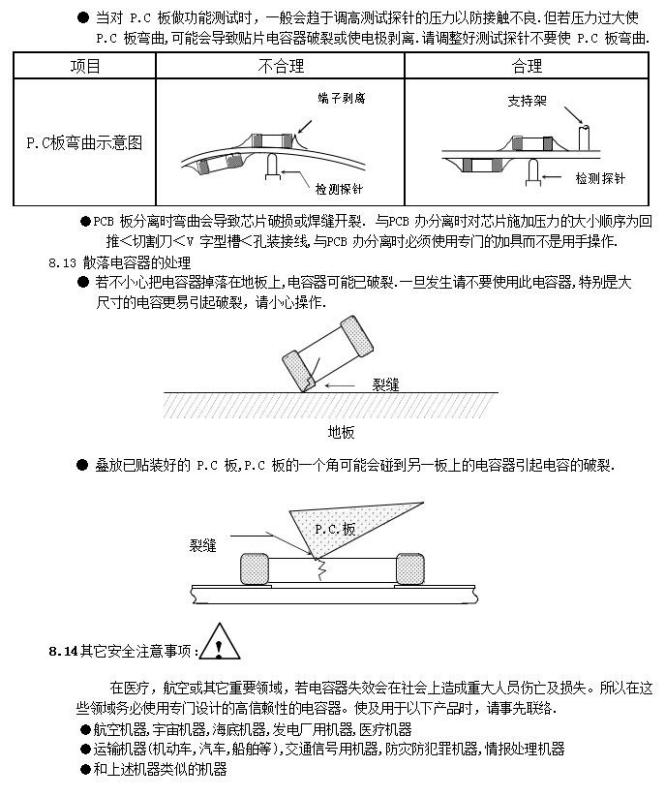 ● 当对 P.C 板做功能测试时，一般会趋于调高测试探针的压力以防接触不良.但若压力过大使
P.C 板弯曲,可能会导致贴片电容器破裂或使电极剥离.请调整好测试探针不要使 P.C 板弯曲.
项目 不合理 合理
端子剥离 支持架
P.C板弯曲示意图
检测探针 检测探针
●PCB 板分离时弯曲会导致芯片破损或焊缝开裂. 与PCB 办分离时对芯片施加压力的大小顺序为回
推＜切割刀＜V 字型槽＜孔装接线,与PCB 办分离时必须使用专门的加具而不是用手操作.
8.13 散落电容器的处理
● 若不小心把电容器掉落在地板上,电容器可能已破裂.一旦发生请不要使用此电容器,特别是大
尺寸的电容更易引起破裂，请小心操作.
裂缝
地板
● 叠放已贴装好的 P.C 板,P.C 板的一个角可能会碰到另一板上的电容器引起电容的破裂.
P.C.板
裂缝
8.14其它安全注意事项: !
在医疗，航空或其它重要领域，若电容器失效会在社会上造成重大人员伤亡及损失。所以在这
些领域务必使用专门设计的高信赖性的电容器。使及用于以下产品时，请事先联络.
●航空机器,宇宙机器,海底机器,发电厂用机器,医疗机器
●运输机器(机动车,汽车,船舶等),交通信号用机器,防灾防犯罪机器,情报处理机器
●和上述机器类似的机器